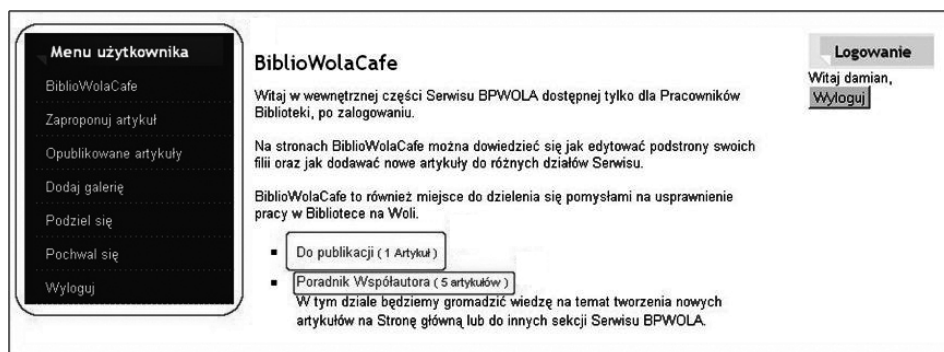 Menu użytkownika
BiblioWolaCafe
Zaproponuj artykuł
Opublikowane artykuły
Dodaj galerię
Podziel się
Pochwal się
Wyloguj
BiblioWolaCafe
Witaj w wewnętrznej części Serwisu BPWOLA dostępnej tylko dla Pracowników
Biblioteki, po zalogowaniu.
Na stronach BiblioWolaCafe można dowiedzieć się jak edytować podstrony swoich
filii oraz jak dodawać nowe artykuły do różnych działów Serwisu.
BiblioWolaCafe to również miejsce do dzielenia się pomysłami na usprawnienie
pracy w Bibliotece na Woli.
Do publikacji ( 1 Artykuł )
Poradnik Współautora ( 5 artykułów )
W tym dziale będziemy gromadzić wiedzę na temat tworzenia nowych
artykułów na Stronę główną lub do innych sekcji Serwisu BPWOLA.
Logowanie
Witaj damian,
Wyloguj